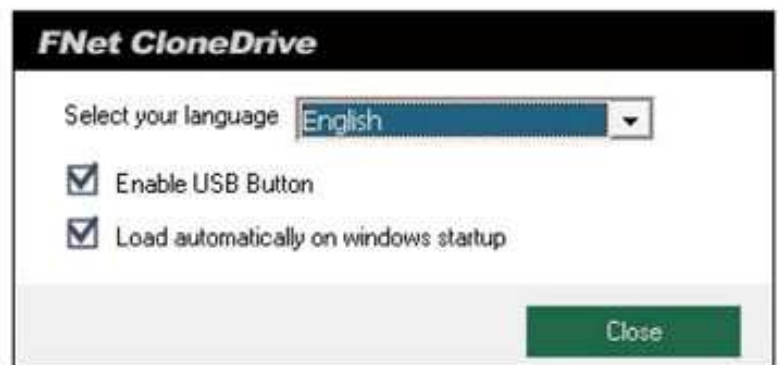 FNet CloneDrive
Select your language English
Enable USB Button
Load automatically on windows startup
Close